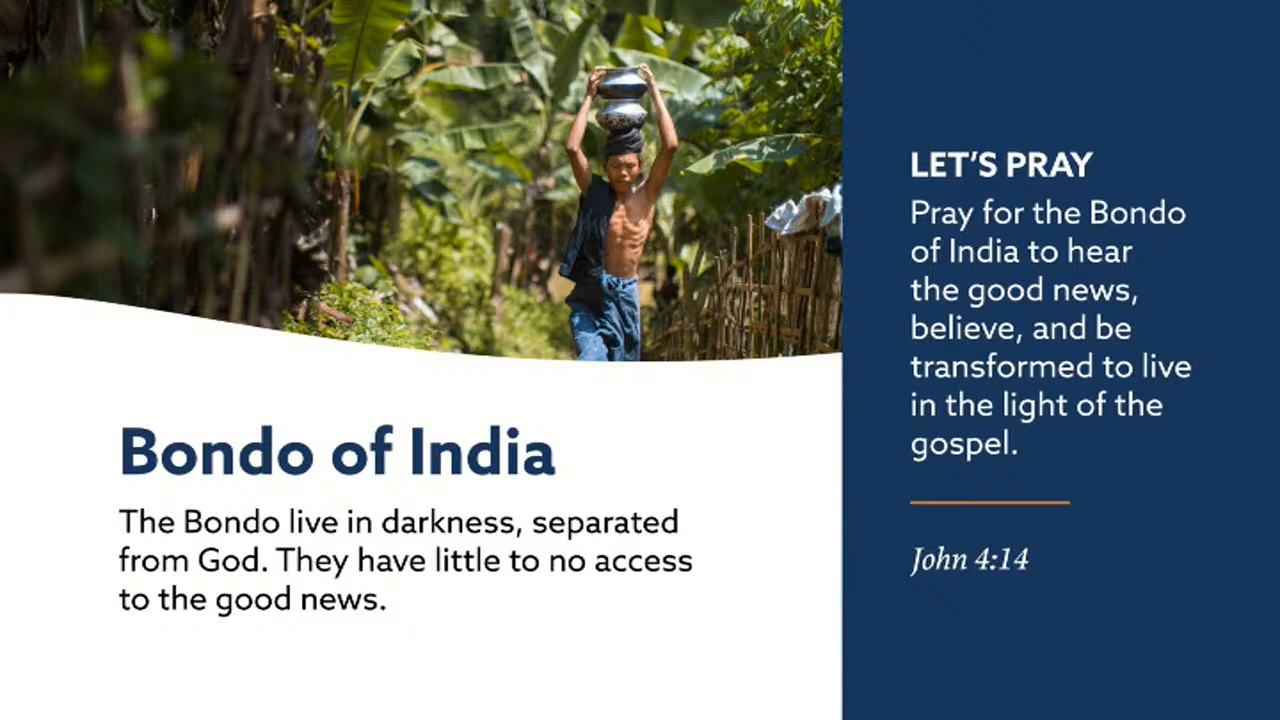 Bondo of India
The Bondo live in darkness, separated
from God. They have little to no access
to the good news.
LET’S PRAY
Pray for the Bondo
of India to hear
the good news,
believe, and be
transformed to live
in the light of the
gospel.
John 4:14